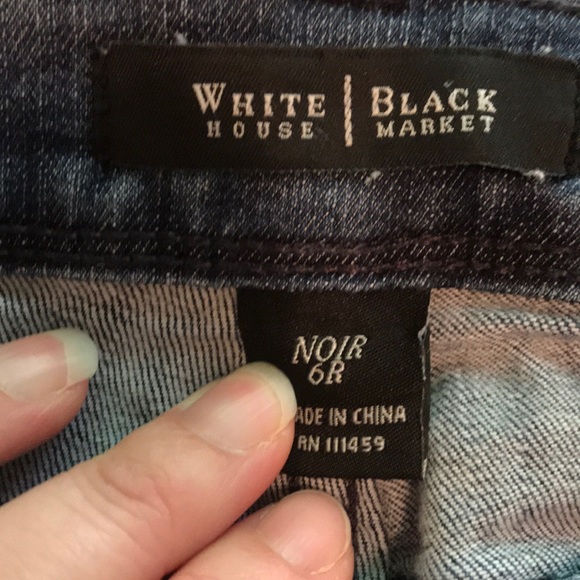 WHITE | BLACK
HOUSE | MARKET
NOIR
6R
ADE IN CHINA
RN 111459